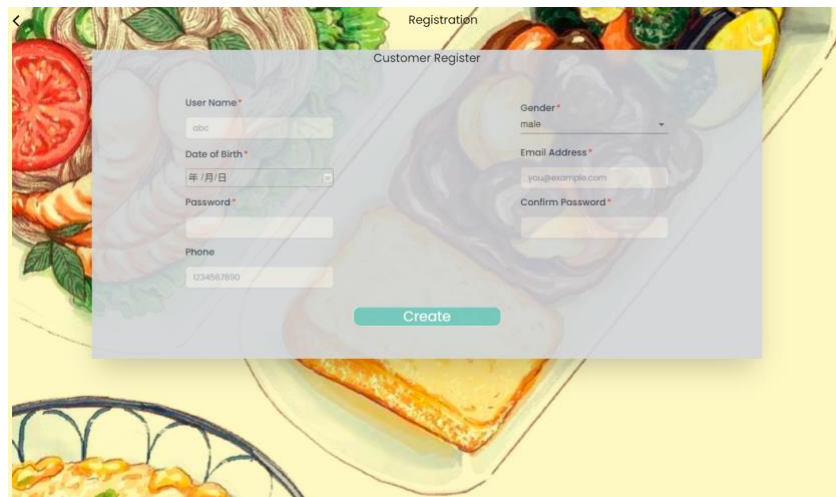 Registration
Customer Register
User Name*
abc
Gender*
male
Date of Birth*
年 /月/日
Email Address*
you@example.com
Password*
Confirm Password*
Phone
1234567890
Create